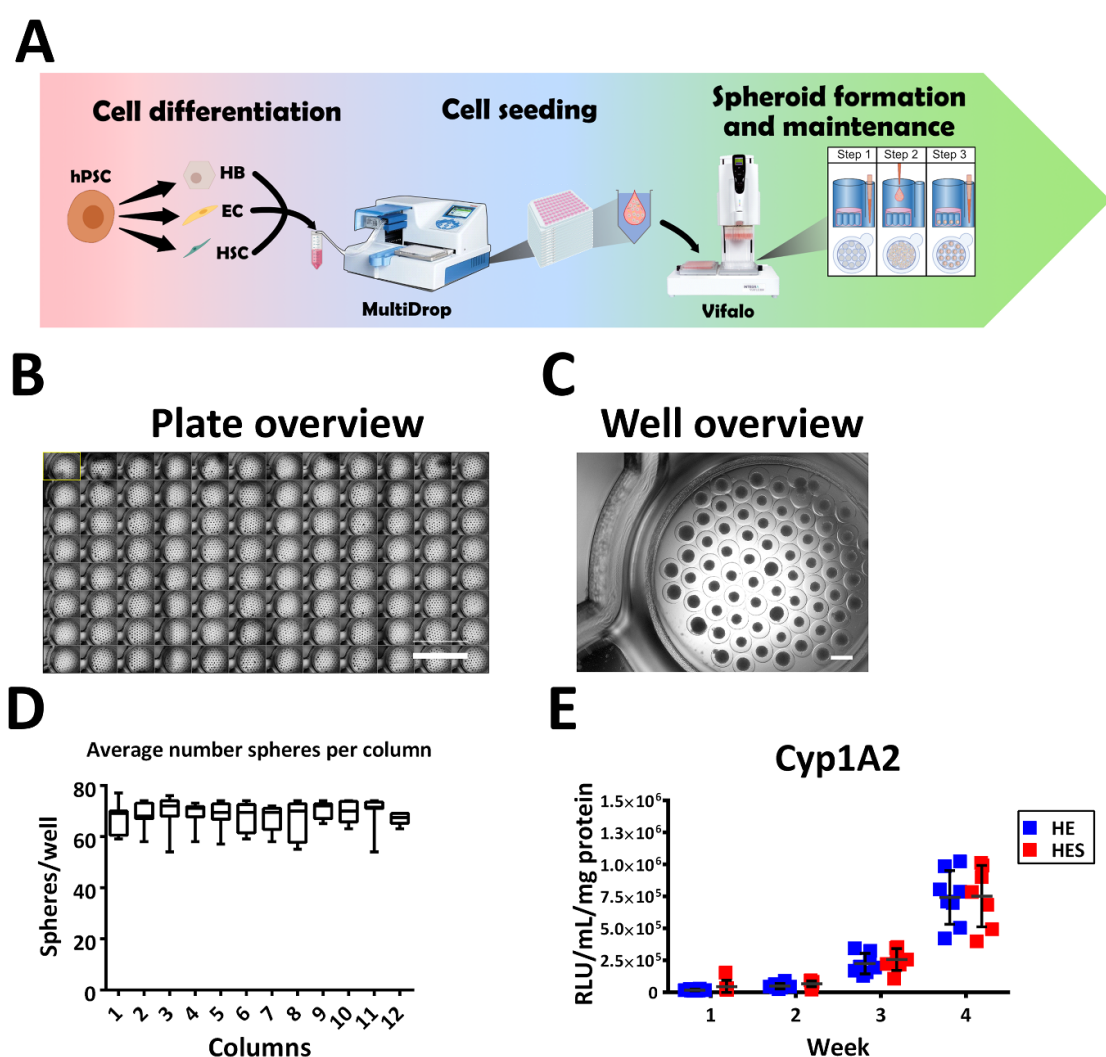 A
Cell differentiation
Cell seeding
Spheroid formation
and maintenance
hPSC
HB
EC
HSC
MultiDrop
Vifalo
Step 1
Step 2
Step 3
B
Plate overview
C
Well overview
D
Average number spheres per column
Spheres/well
80
60
40
20
0
1 2 3 4 5 6 7 8 9 10 11 12
Columns
E
Cyp1A2
RLU/mL/mg protein
1.5×10⁶
1.3×10⁶
1.0×10⁶
7.5×10⁵
5.0×10⁵
2.5×10⁵
0
1 2 3 4
Week
HE
HES